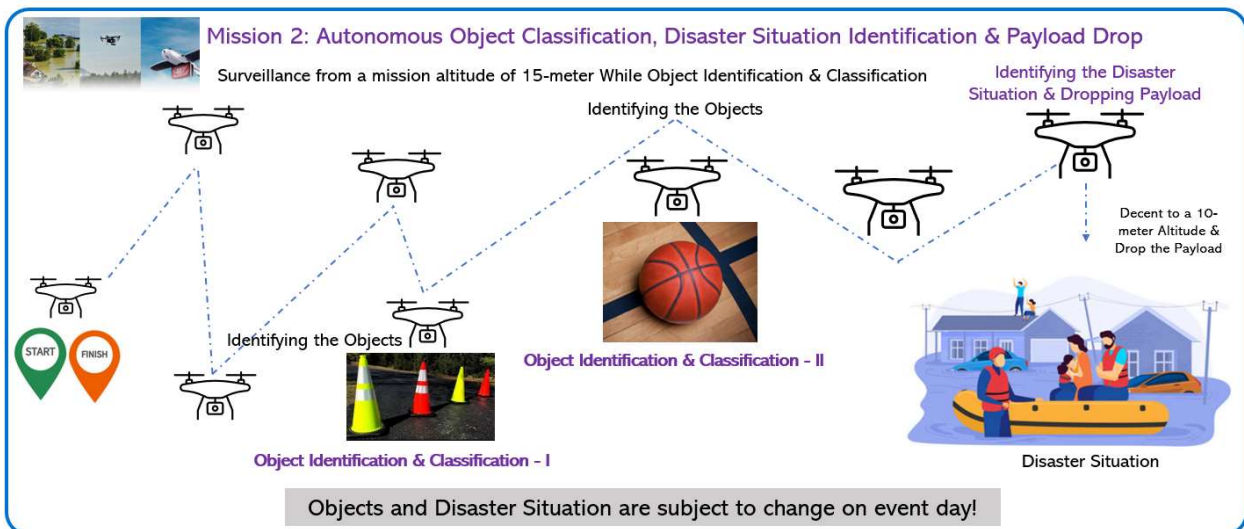 Mission 2: Autonomous Object Classification, Disaster Situation Identification & Payload Drop
Surveillance from a mission altitude of 15-meter While Object Identification & Classification
Identifying the Disaster
Situation & Dropping Payload
Identifying the Objects
Decent to a 10-
meter Altitude &
Drop the Payload
START
FINISH
Identifying the Objects
Object Identification & Classification - II
Object Identification & Classification - I
Disaster Situation
Objects and Disaster Situation are subject to change on event day!